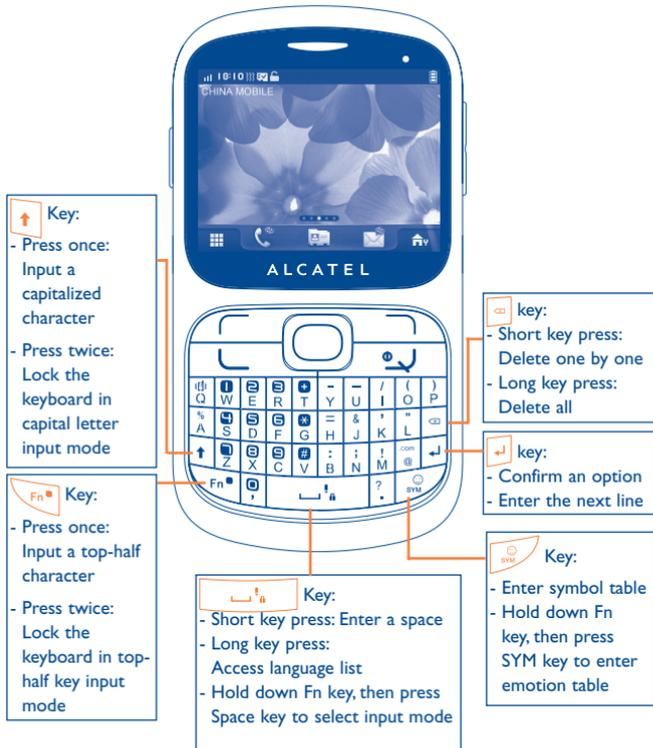 10:10
CHINA MOBILE
ALCATEL
Key:
- Press once:
Input a
capitalized
character
- Press twice:
Lock the
keyboard in
capital letter
input mode
Fn Key:
- Press once:
Input a top-half
character
- Press twice:
Lock the
keyboard in top-
half key input
mode
Q W E R T Y U I O P
A S D F G H J K L
Z X C V B N M @
Fn SYM
key:
- Short key press:
Delete one by one
- Long key press:
Delete all
key:
- Confirm an option
- Enter the next line
SYM Key:
- Enter symbol table
- Hold down Fn
key, then press
SYM key to enter
emotion table
Key:
- Short key press: Enter a space
- Long key press:
Access language list
- Hold down Fn key, then press
Space key to select input mode